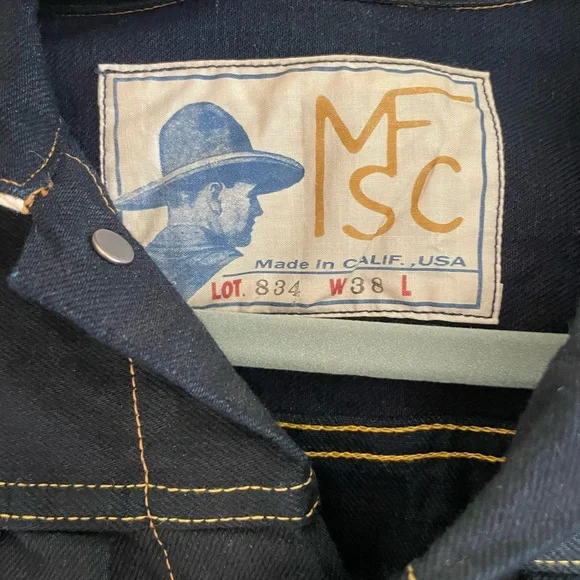 MF
SC
Made in CALIF., USA
LOT. 834 W38 L